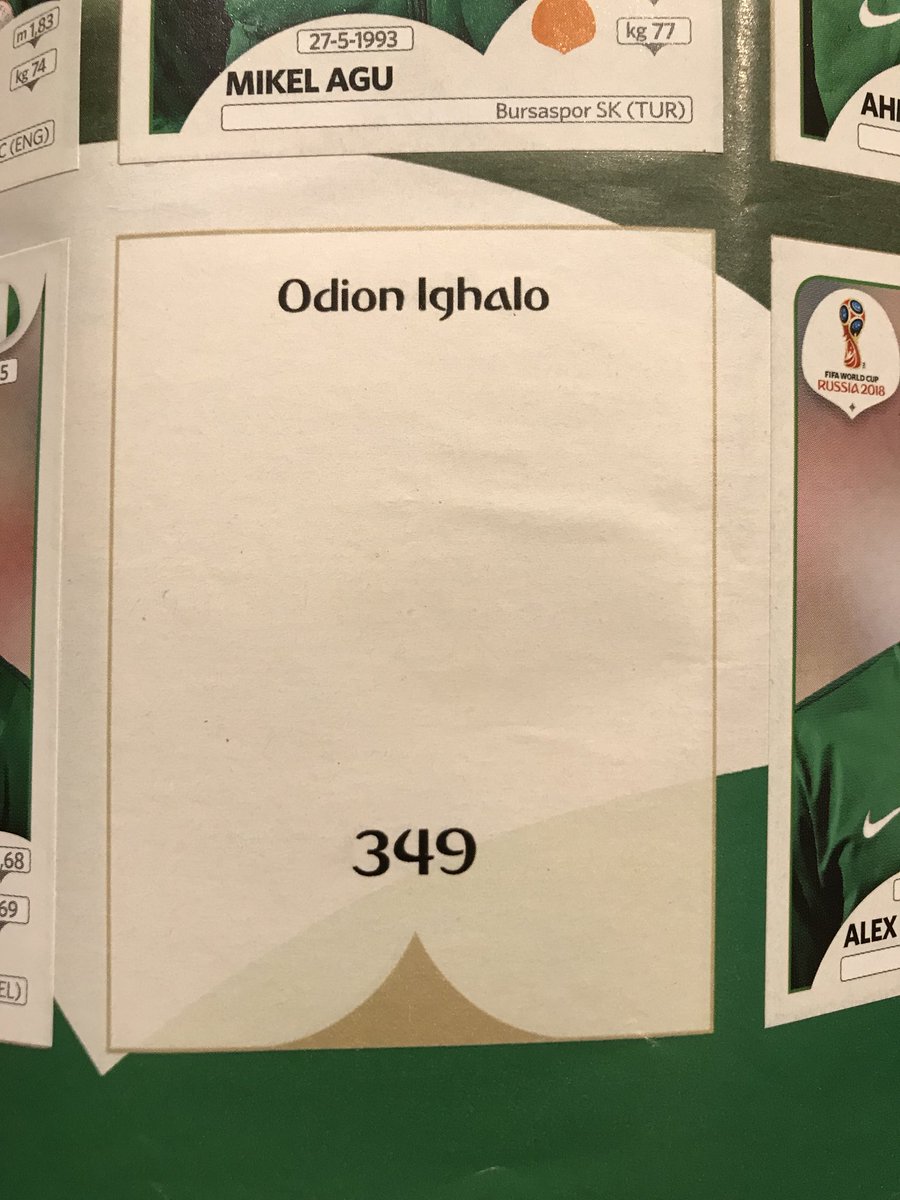 m 1,83
kg 74
C (ENG)
27-5-1993
kg 77
MIKEL AGU
Bursaspor SK (TUR)
AH
Odion Ighalo
349
5
,68
69
EL)
FIFA WORLD CUP
RUSSIA 2018
ALEX